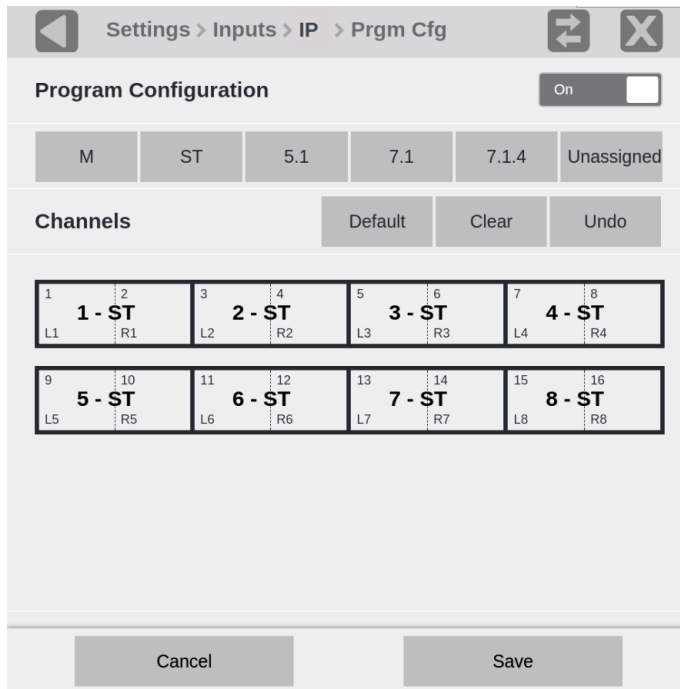 Settings > Inputs > IP > Prgm Cfg
Program Configuration On
M ST 5.1 7.1 7.1.4 Unassigned
Channels Default Clear Undo
1 2 3 4 5 6 7 8
1 - ST 2 - ST 3 - ST 4 - ST
L1 R1 L2 R2 L3 R3 L4 R4
9 10 11 12 13 14 15 16
5 - ST 6 - ST 7 - ST 8 - ST
L5 R5 L6 R6 L7 R7 L8 R8
Cancel Save